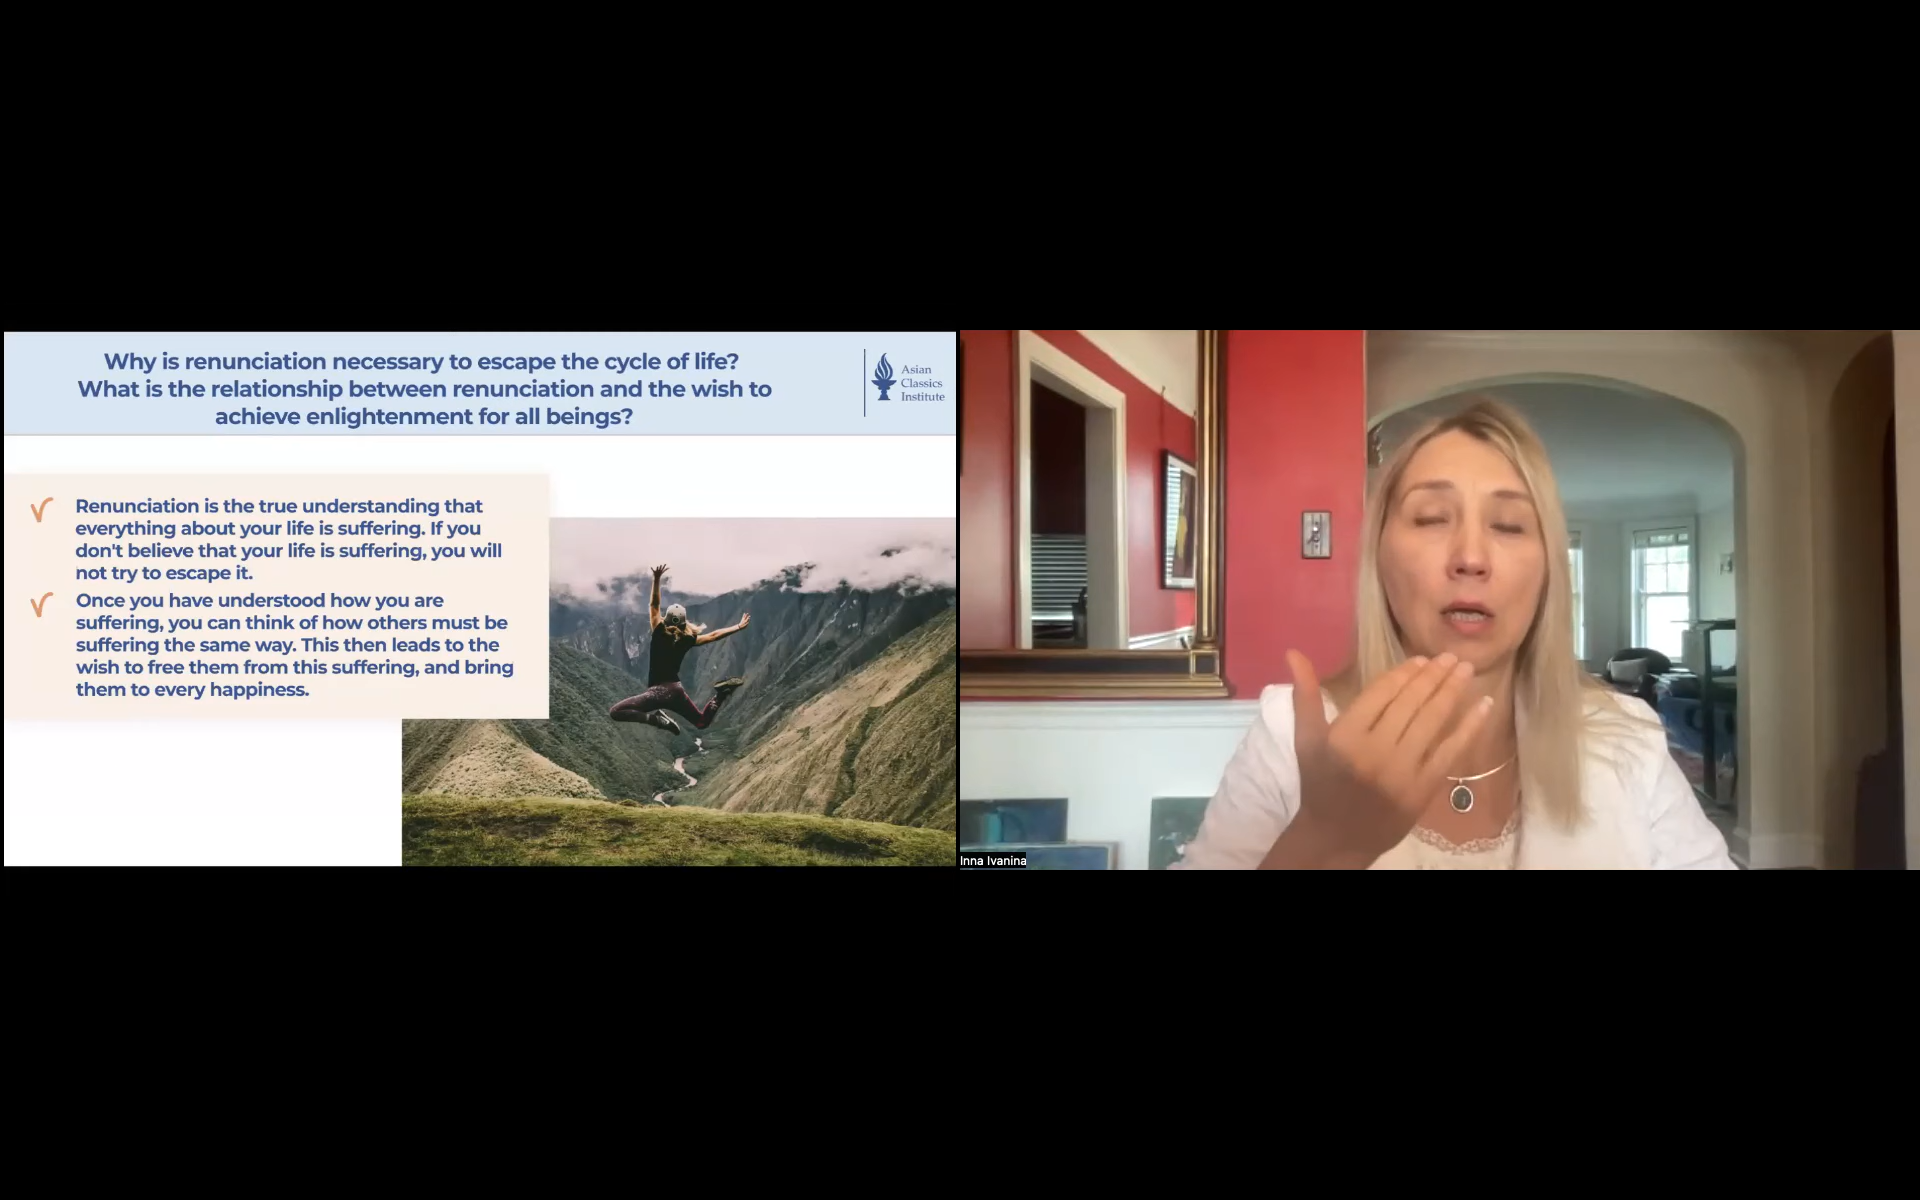 Why is renunciation necessary to escape the cycle of life?
What is the relationship between renunciation and the wish to
achieve enlightenment for all beings?
Asian
Classics
Institute
Renunciation is the true understanding that
everything about your life is suffering. If you
don't believe that your life is suffering, you will
not try to escape it.
Once you have understood how you are
suffering, you can think of how others must be
suffering the same way. This then leads to the
wish to free them from this suffering, and bring
them to every happiness.
Inna Ivanina